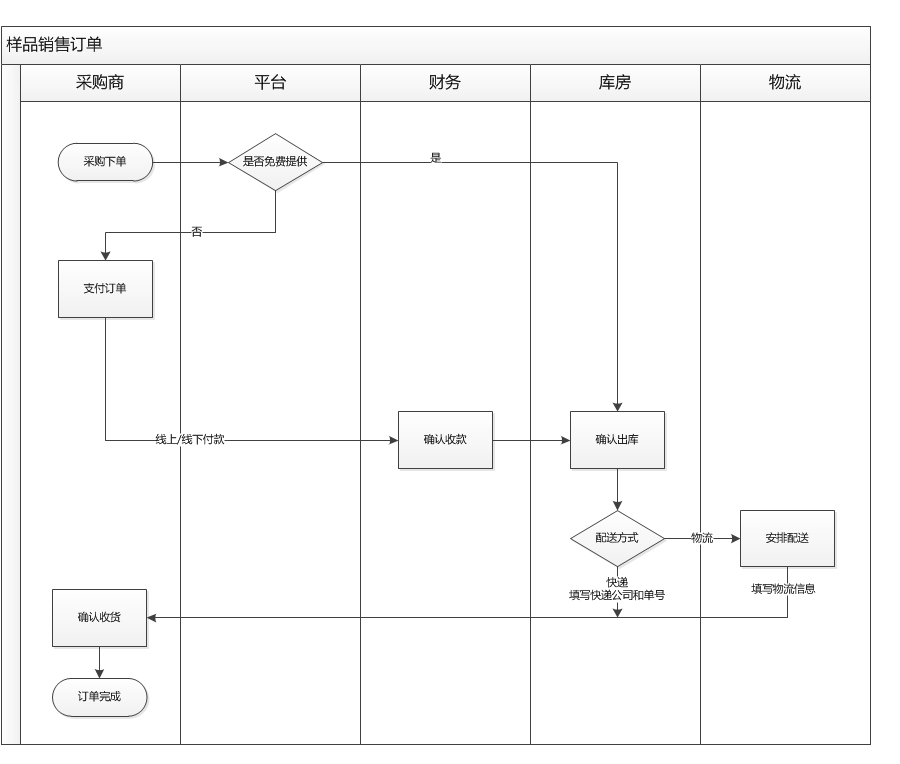 样品销售订单
采购商
平台
财务
库房
物流
采购下单
是否免费提供
是
否
支付订单
线上/线下付款
确认收款
确认出库
配送方式
物流
安排配送
快递
填写快递公司和单号
填写物流信息
确认收货
订单完成